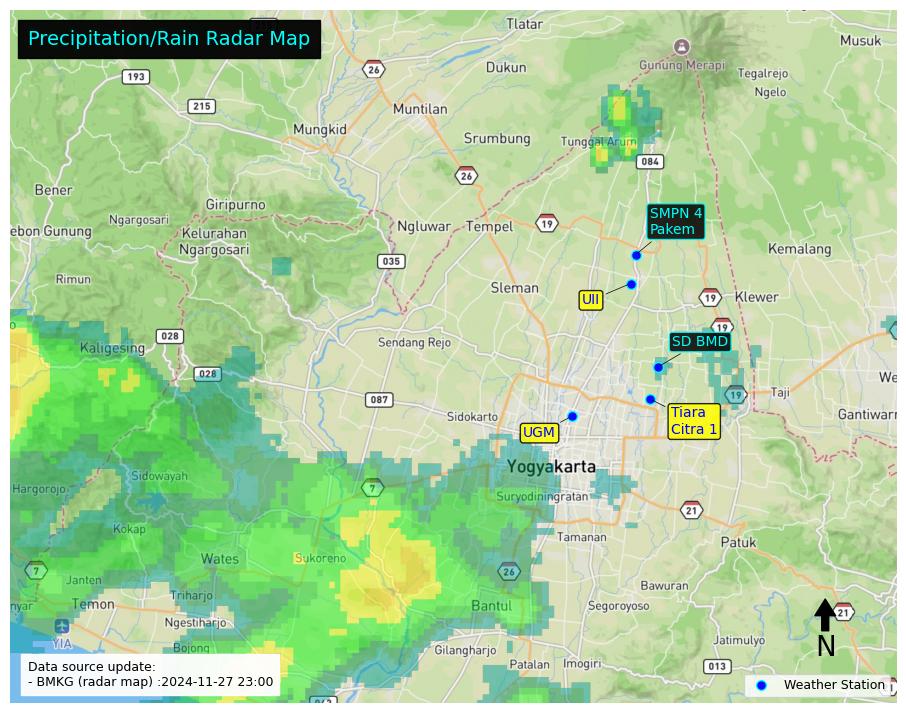 Precipitation/Rain Radar Map
Tlatar
Musuk
26
Dukun
Gunung Merapi
193
Tegalrejo
Ngelo
215
Muntilan
Mungkid
Srumbung
Tunggal Arum
084
26
Bener
Giripurno
Ngargosari
SMPN 4
Pakem
Kelurahan
Ngargosari
Ngluwar
Tempel
19
ebon Gunung
Kemalang
035
Rimun
Sleman
UII
19
Klewer
028
19
Kaligesing
Sendang Rejo
SD BMD
028
We
087
19
Taji
Sidokarto
Tiara
Citra 1
Gantiwarn
UGM
Yogyakarta
Sidowayah
Hargorojo
7
Suryodiningratan
21
Kokap
Tamanan
Patuk
Wates
Sukoreno
7
26
Janten
Bawuran
nyar
Temon
Triharjo
Bantul
Segoroyoso
21
Ngestiharjo
YIA
Jatimulyo
N
Bojong
Gilangharjo
Patalan
Imogiri
013
Data source update:
- BMKG (radar map) :2024-11-27 23:00
Weather Station